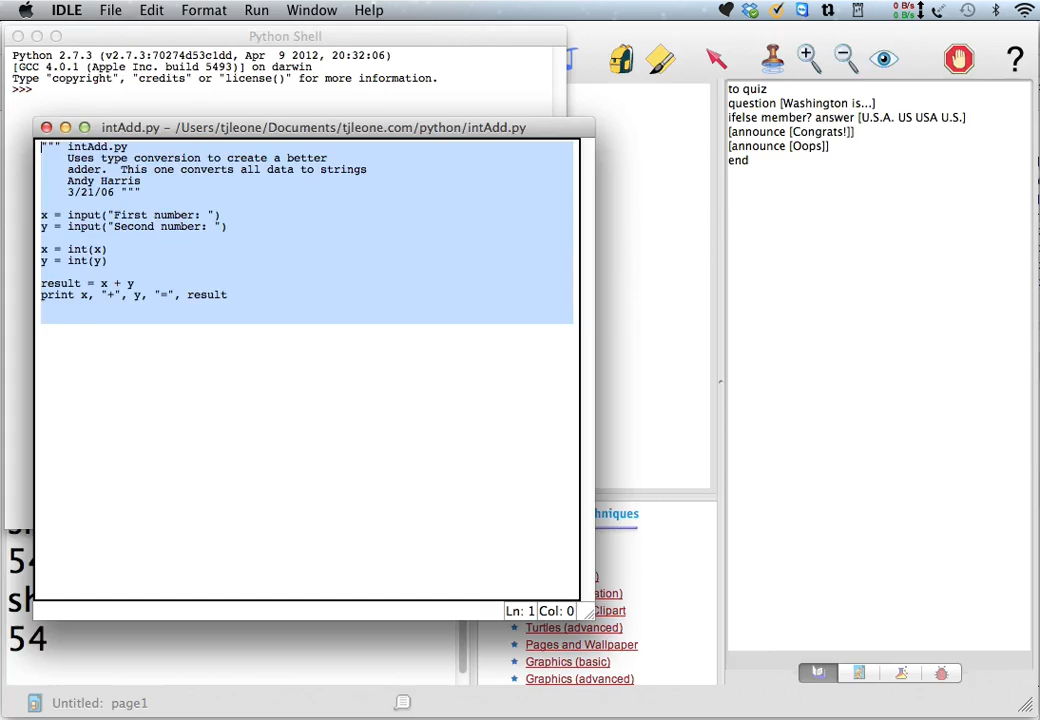 IDLE File Edit Format Run Window Help
0 B/s
0 B/s
Python Shell
Python 2.7.3 (v2.7.3:70274d53c1dd, Apr 9 2012, 20:32:06)
[GCC 4.0.1 (Apple Inc. build 5493)] on darwin
Type "copyright", "credits" or "license()" for more information.
>>>
intAdd.py – /Users/tjleone/Documents/tjleone.com/python/intAdd.py
""" intAdd.py
Uses type conversion to create a better
adder. This one converts all data to strings
Andy Harris
3/21/06 """
x = input("First number: ")
y = input("Second number: ")
x = int(x)
y = int(y)
result = x + y
print x, "+", y, "=", result
Ln: 1 Col: 0
?
to quiz
question [Washington is...]
ifelse member? answer [U.S.A. US USA U.S.]
[announce [Congrats!]]
[announce [Oops]]
end
54
sh
54
hniques
)
ation)
Clipart
Turtles (advanced)
Pages and Wallpaper
Graphics (basic)
Graphics (advanced)
Untitled: page1